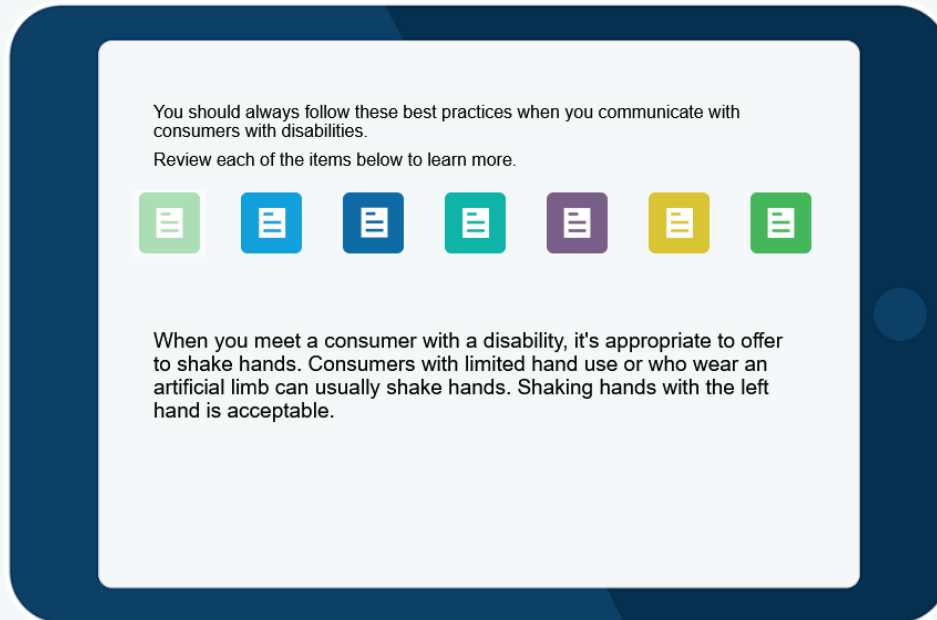 You should always follow these best practices when you communicate with
consumers with disabilities.
Review each of the items below to learn more.
When you meet a consumer with a disability, it's appropriate to offer
to shake hands. Consumers with limited hand use or who wear an
artificial limb can usually shake hands. Shaking hands with the left
hand is acceptable.